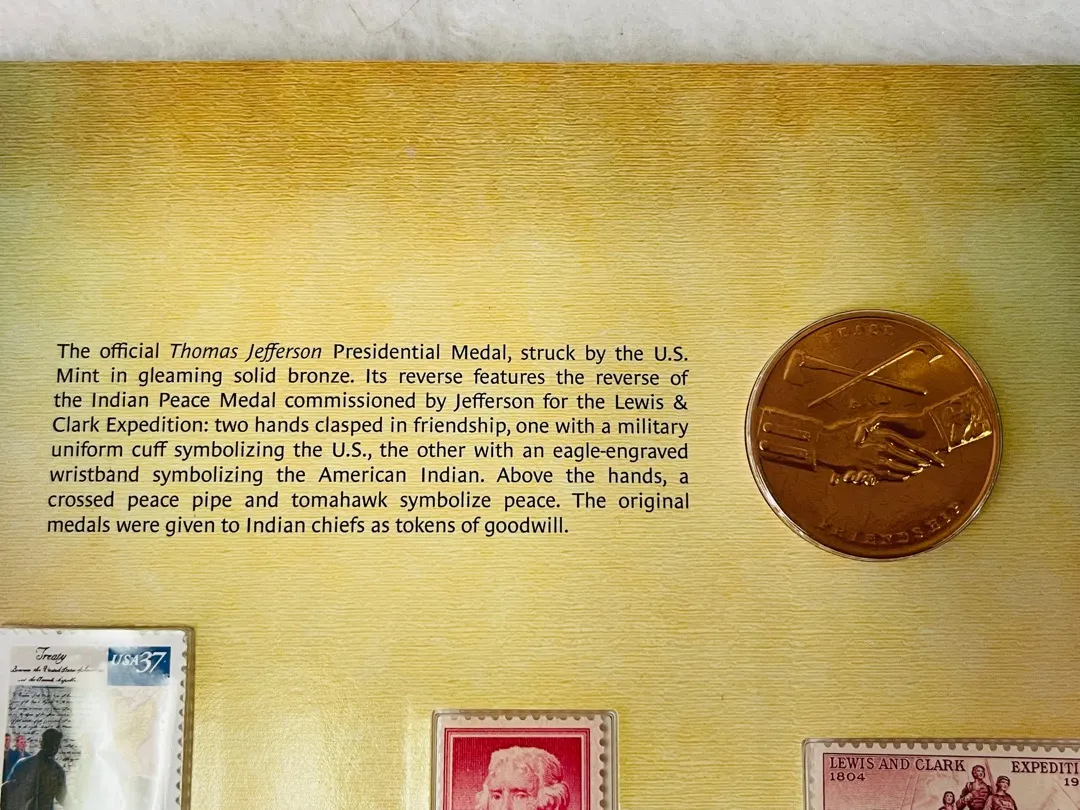 The official Thomas Jefferson Presidential Medal, struck by the U.S.
Mint in gleaming solid bronze. Its reverse features the reverse of
the Indian Peace Medal commissioned by Jefferson for the Lewis &
Clark Expedition: two hands clasped in friendship, one with a military
uniform cuff symbolizing the U.S., the other with an eagle-engraved
wristband symbolizing the American Indian. Above the hands, a
crossed peace pipe and tomahawk symbolize peace. The original
medals were given to Indian chiefs as tokens of goodwill.
PEACE
AND
FRIENDSHIP
Treaty
USA 37
LEWIS AND CLARK EXPEDITI
1804 19